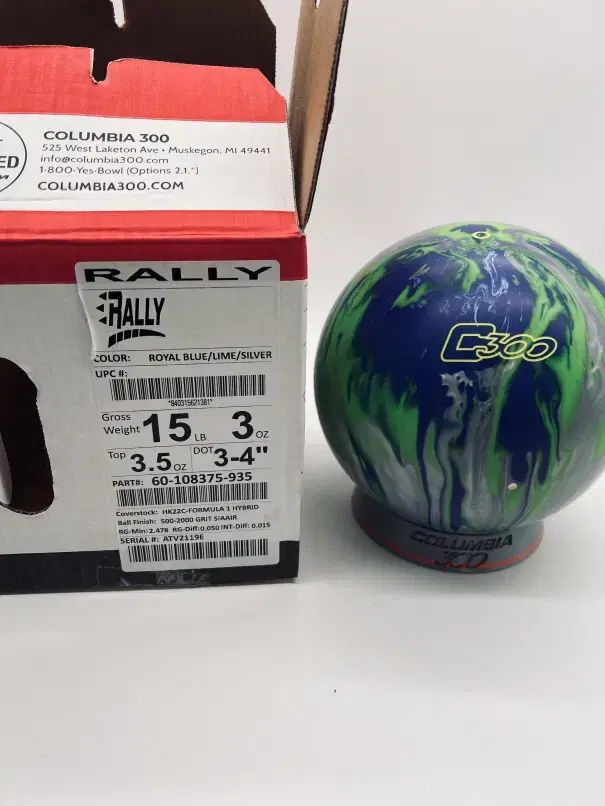 ED
COLUMBIA 300
525 West Laketon Ave • Muskegon, MI 49441
info@columbia300.com
1-800-Yes-Bowl (Options 2.1.")
COLUMBIA300.COM
RALLY
RALLY
COLOR: ROYAL BLUE/LIME/SILVER
UPC #:
*840315621381*
Gross Weight 15 LB 3 OZ
Top 3.5 OZ DOT 3-4"
PART#: 60-108375-935
Coverstock: HK22C-FORMULA 1 HYBRID
Ball Finish: 500-2000 GRIT SIAAIR
RG-Min:2.478 RG-Diff:0.050 INT-Diff: 0.015
SERIAL #: ATV2119E
C300
COLUMBIA
300